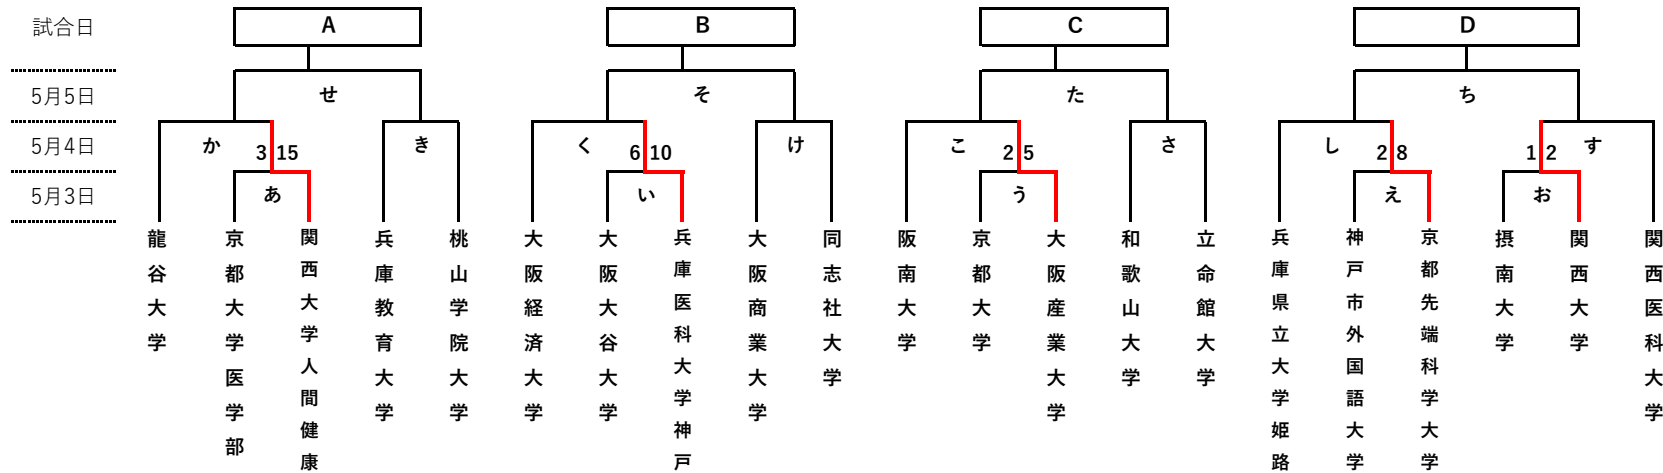 試合日
A
B
C
D
5月5日
せ
そ
た
ち
5月4日
か
3 15
き
く
6 10
け
こ
2 5
さ
し
2 8
1 2
す
5月3日
あ
い
う
え
お
龍谷大学
京都大学医学部
関西大学人間健康
兵庫教育大学
桃山学院大学
大阪経済大学
大阪大谷大学
兵庫医科大学神戸
大阪商業大学
同志社大学
阪南大学
京都大学
大阪産業大学
和歌山大学
立命館大学
兵庫県立大学姫路
神戸市外国語大学
京都先端科学大学
摂南大学
関西大学
関西医科大学